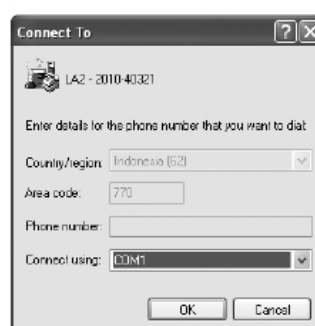 Connect To
LA2 - 2010-40321
Enter details for the phone number that you want to dial:
Country/region: Indonesia (62)
Area code: 770
Phone number:
Connect using: COM1
OK Cancel